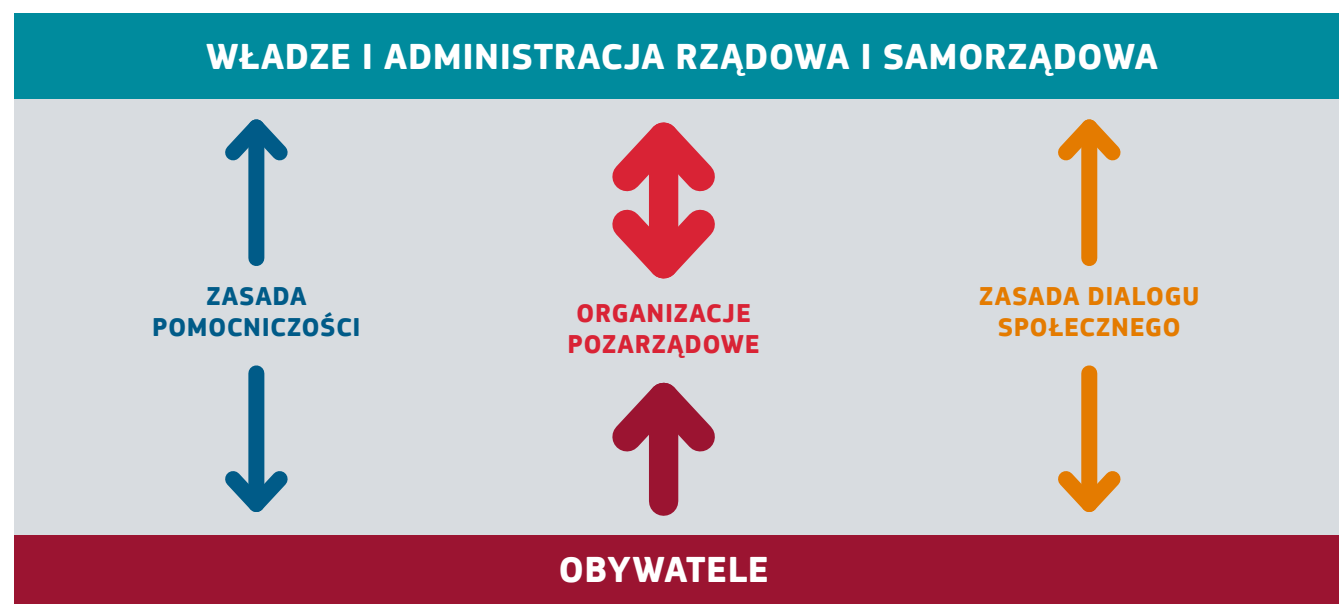 WŁADZE I ADMINISTRACJA RZĄDOWA I SAMORZĄDOWA
ZASADA
POMOCNICZOŚCI
ORGANIZACJE
POZARZĄDOWE
ZASADA DIALOGU
SPOŁECZNEGO
OBYWATELE